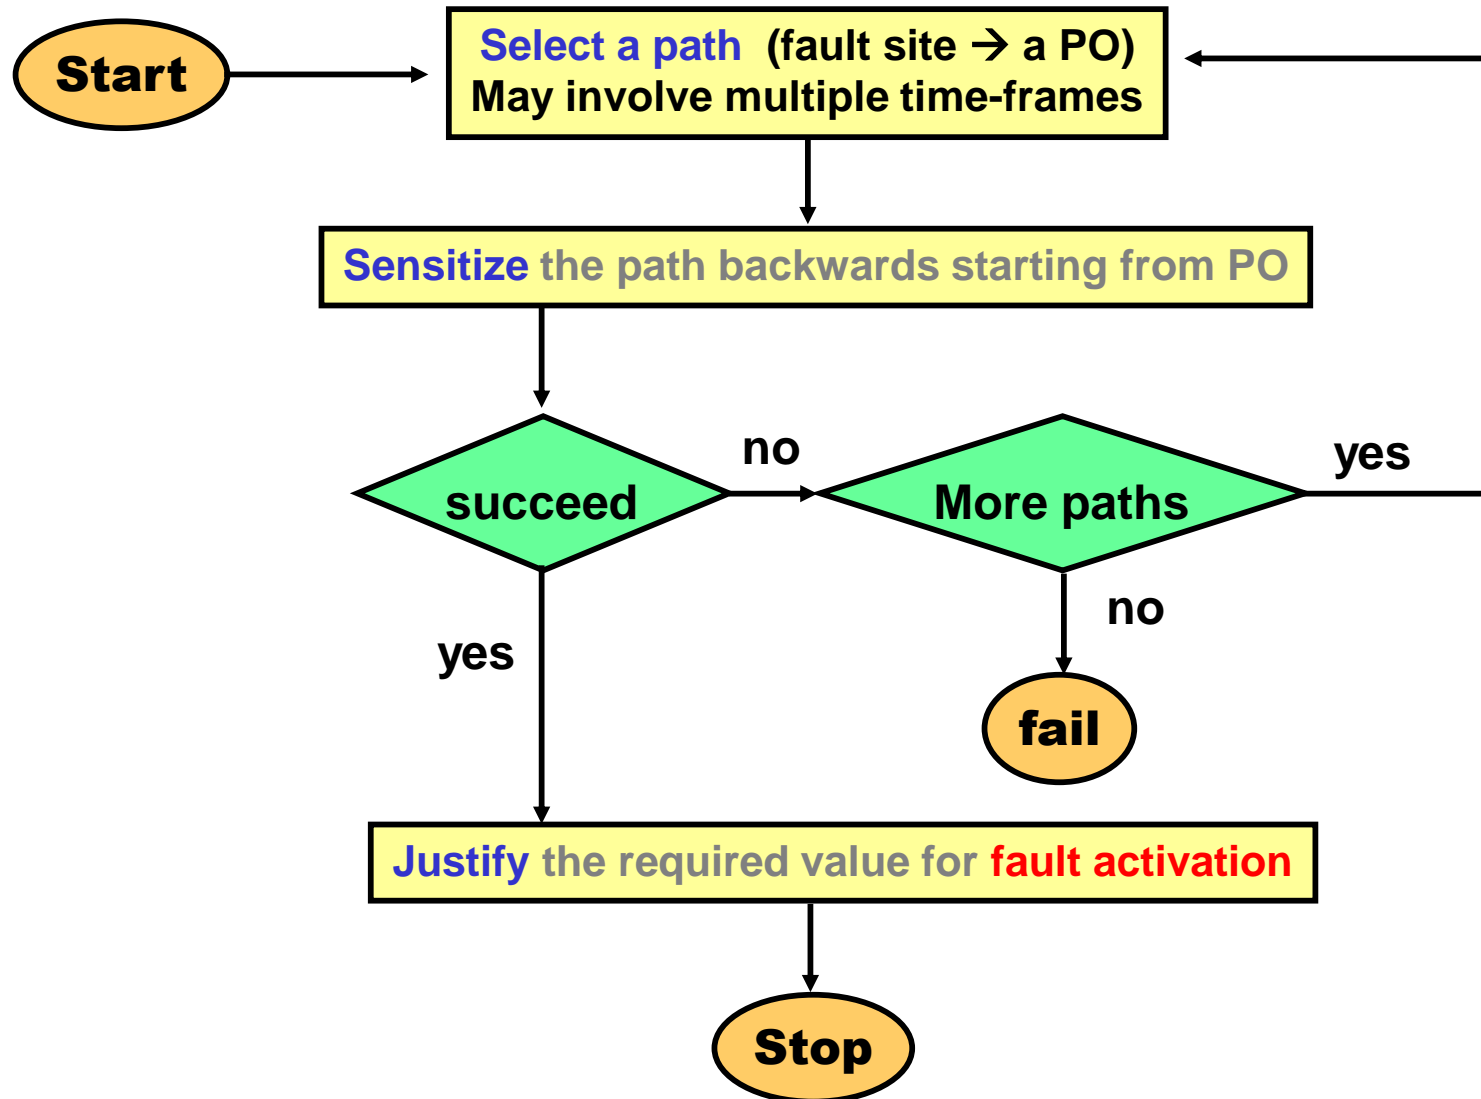 Start
Select a path (fault site → a PO)
May involve multiple time-frames
Sensitize the path backwards starting from PO
succeed
no
More paths
yes
yes
no
fail
Justify the required value for fault activation
Stop